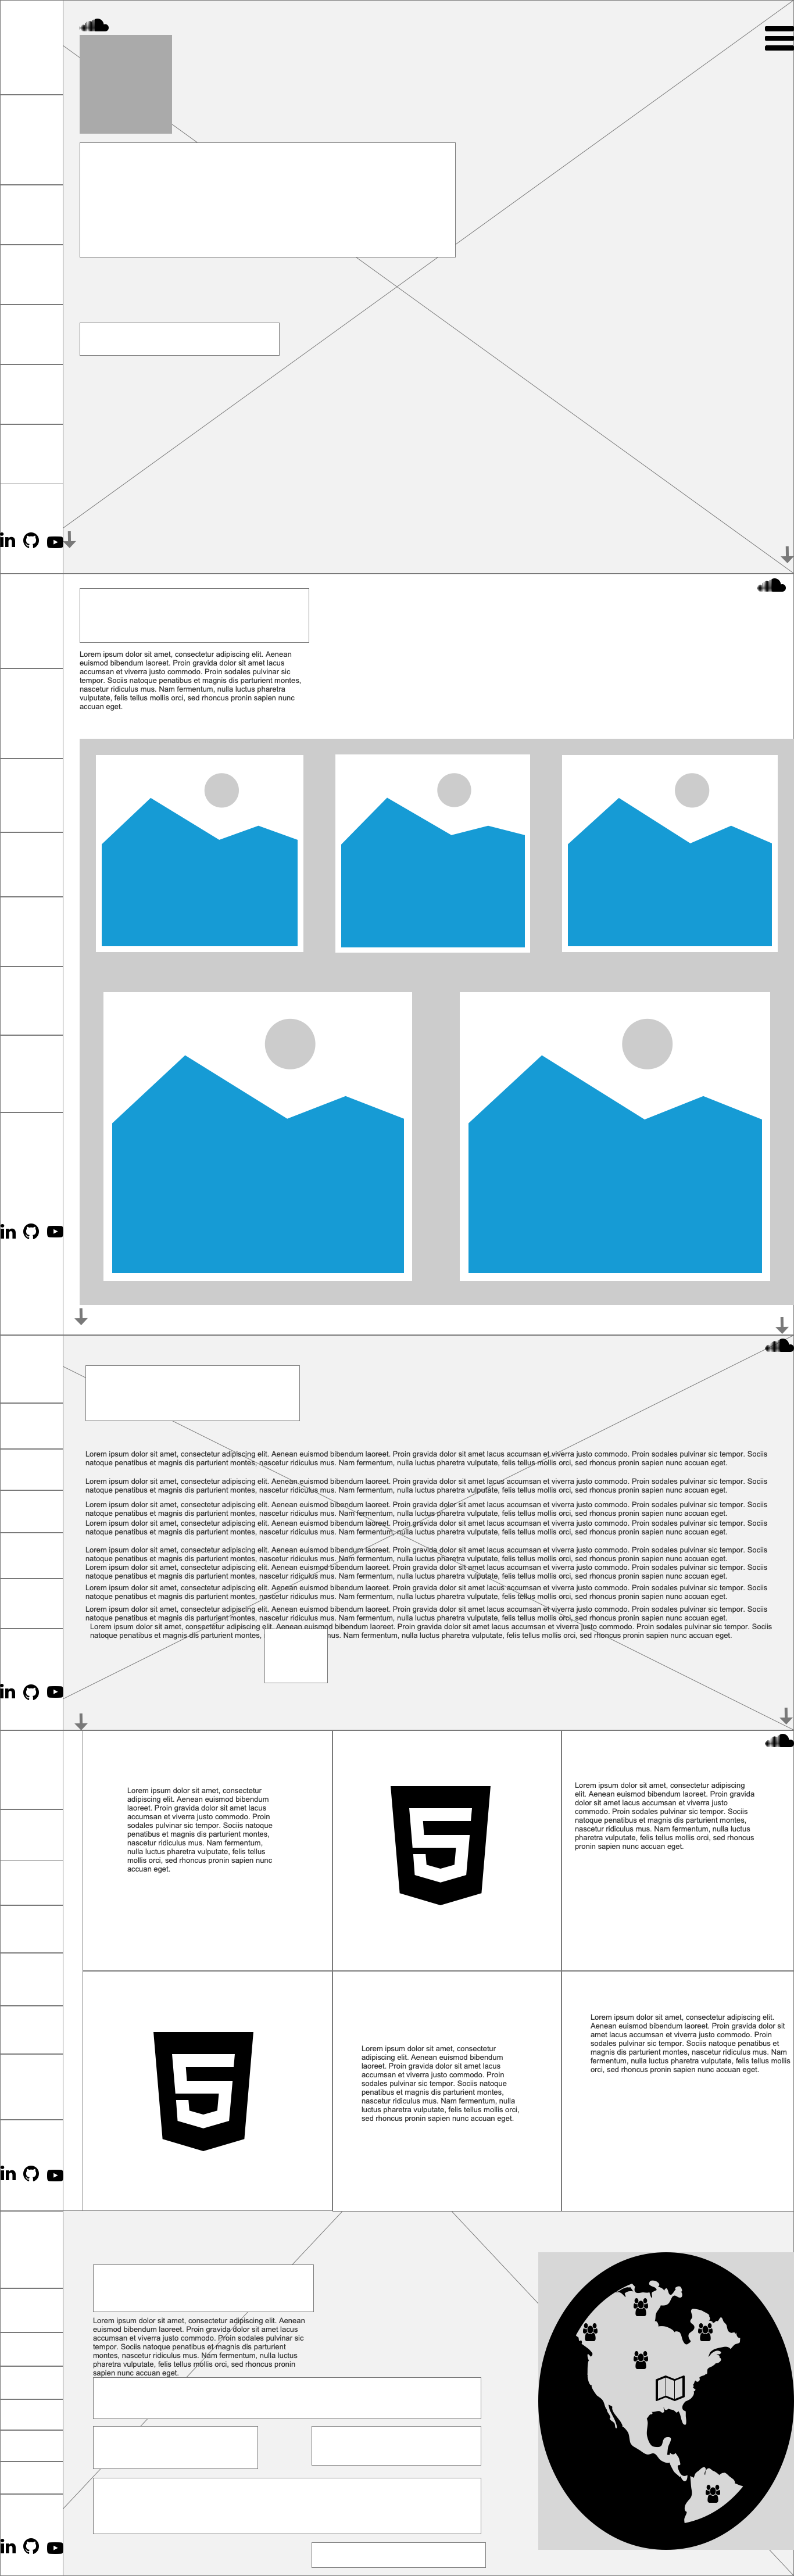 in
Lorem ipsum dolor sit amet, consectetur adipiscing elit. Aenean
euismod bibendum laoreet. Proin gravida dolor sit amet lacus
accumsan et viverra justo commodo. Proin sodales pulvinar sic
tempor. Sociis natoque penatibus et magnis dis parturient montes,
nascetur ridiculus mus. Nam fermentum, nulla luctus pharetra
vulputate, felis tellus mollis orci, sed rhoncus pronin sapien nunc
accuan eget.
in
Lorem ipsum dolor sit amet, consectetur adipiscing elit. Aenean euismod bibendum laoreet. Proin gravida dolor sit amet lacus accumsan et viverra justo commodo. Proin sodales pulvinar sic tempor. Sociis
natoque penatibus et magnis dis parturient montes, nascetur ridiculus mus. Nam fermentum, nulla luctus pharetra vulputate, felis tellus mollis orci, sed rhoncus pronin sapien nunc accuan eget.
Lorem ipsum dolor sit amet, consectetur adipiscing elit. Aenean euismod bibendum laoreet. Proin gravida dolor sit amet lacus accumsan et viverra justo commodo. Proin sodales pulvinar sic tempor. Sociis
natoque penatibus et magnis dis parturient montes, nascetur ridiculus mus. Nam fermentum, nulla luctus pharetra vulputate, felis tellus mollis orci, sed rhoncus pronin sapien nunc accuan eget.
Lorem ipsum dolor sit amet, consectetur adipiscing elit. Aenean euismod bibendum laoreet. Proin gravida dolor sit amet lacus accumsan et viverra justo commodo. Proin sodales pulvinar sic tempor. Sociis
natoque penatibus et magnis dis parturient montes, nascetur ridiculus mus. Nam fermentum, nulla luctus pharetra vulputate, felis tellus mollis orci, sed rhoncus pronin sapien nunc accuan eget.
Lorem ipsum dolor sit amet, consectetur adipiscing elit. Aenean euismod bibendum laoreet. Proin gravida dolor sit amet lacus accumsan et viverra justo commodo. Proin sodales pulvinar sic tempor. Sociis
natoque penatibus et magnis dis parturient montes, nascetur ridiculus mus. Nam fermentum, nulla luctus pharetra vulputate, felis tellus mollis orci, sed rhoncus pronin sapien nunc accuan eget.
Lorem ipsum dolor sit amet, consectetur adipiscing elit. Aenean euismod bibendum laoreet. Proin gravida dolor sit amet lacus accumsan et viverra justo commodo. Proin sodales pulvinar sic tempor. Sociis
natoque penatibus et magnis dis parturient montes, nascetur ridiculus mus. Nam fermentum, nulla luctus pharetra vulputate, felis tellus mollis orci, sed rhoncus pronin sapien nunc accuan eget.
Lorem ipsum dolor sit amet, consectetur adipiscing elit. Aenean euismod bibendum laoreet. Proin gravida dolor sit amet lacus accumsan et viverra justo commodo. Proin sodales pulvinar sic tempor. Sociis
natoque penatibus et magnis dis parturient montes, nascetur ridiculus mus. Nam fermentum, nulla luctus pharetra vulputate, felis tellus mollis orci, sed rhoncus pronin sapien nunc accuan eget.
Lorem ipsum dolor sit amet, consectetur adipiscing elit. Aenean euismod bibendum laoreet. Proin gravida dolor sit amet lacus accumsan et viverra justo commodo. Proin sodales pulvinar sic tempor. Sociis
natoque penatibus et magnis dis parturient montes, nascetur ridiculus mus. Nam fermentum, nulla luctus pharetra vulputate, felis tellus mollis orci, sed rhoncus pronin sapien nunc accuan eget.
Lorem ipsum dolor sit amet, consectetur adipiscing elit. Aenean euismod bibendum laoreet. Proin gravida dolor sit amet lacus accumsan et viverra justo commodo. Proin sodales pulvinar sic tempor. Sociis
natoque penatibus et magnis dis parturient montes, nascetur ridiculus mus. Nam fermentum, nulla luctus pharetra vulputate, felis tellus mollis orci, sed rhoncus pronin sapien nunc accuan eget.
Lorem ipsum dolor sit amet, consectetur adipiscing elit. Aenean euismod bibendum laoreet. Proin gravida dolor sit amet lacus accumsan et viverra justo commodo. Proin sodales pulvinar sic tempor. Sociis
natoque penatibus et magnis dis parturient montes, mus. Nam fermentum, nulla luctus pharetra vulputate, felis tellus mollis orci, sed rhoncus pronin sapien nunc accuan eget.
in
Lorem ipsum dolor sit amet, consectetur
adipiscing elit. Aenean euismod bibendum
laoreet. Proin gravida dolor sit amet lacus
accumsan et viverra justo commodo. Proin
sodales pulvinar sic tempor. Sociis natoque
penatibus et magnis dis parturient montes,
nascetur ridiculus mus. Nam fermentum,
nulla luctus pharetra vulputate, felis tellus
mollis orci, sed rhoncus pronin sapien nunc
accuan eget.
5
Lorem ipsum dolor sit amet, consectetur adipiscing
elit. Aenean euismod bibendum laoreet. Proin gravida
dolor sit amet lacus accumsan et viverra justo
commodo. Proin sodales pulvinar sic tempor. Sociis
natoque penatibus et magnis dis parturient montes,
nascetur ridiculus mus. Nam fermentum, nulla luctus
pharetra vulputate, felis tellus mollis orci, sed rhoncus
pronin sapien nunc accuan eget.
5
Lorem ipsum dolor sit amet, consectetur
adipiscing elit. Aenean euismod bibendum
laoreet. Proin gravida dolor sit amet lacus
accumsan et viverra justo commodo. Proin
sodales pulvinar sic tempor. Sociis natoque
penatibus et magnis dis parturient montes,
nascetur ridiculus mus. Nam fermentum, nulla
luctus pharetra vulputate, felis tellus mollis orci,
sed rhoncus pronin sapien nunc accuan eget.
Lorem ipsum dolor sit amet, consectetur adipiscing elit.
Aenean euismod bibendum laoreet. Proin gravida dolor sit
amet lacus accumsan et viverra justo commodo. Proin
sodales pulvinar sic tempor. Sociis natoque penatibus et
magnis dis parturient montes, nascetur ridiculus mus. Nam
fermentum, nulla luctus pharetra vulputate, felis tellus mollis
orci, sed rhoncus pronin sapien nunc accuan eget.
in
Lorem ipsum dolor sit amet, consectetur adipiscing elit. Aenean
euismod bibendum laoreet. Proin gravida dolor sit amet lacus
accumsan et viverra justo commodo. Proin sodales pulvinar sic
tempor. Sociis natoque penatibus et magnis dis parturient
montes, nascetur ridiculus mus. Nam fermentum, nulla luctus
pharetra vulputate, felis tellus mollis orci, sed rhoncus pronin
sapien nunc accuan eget.
in